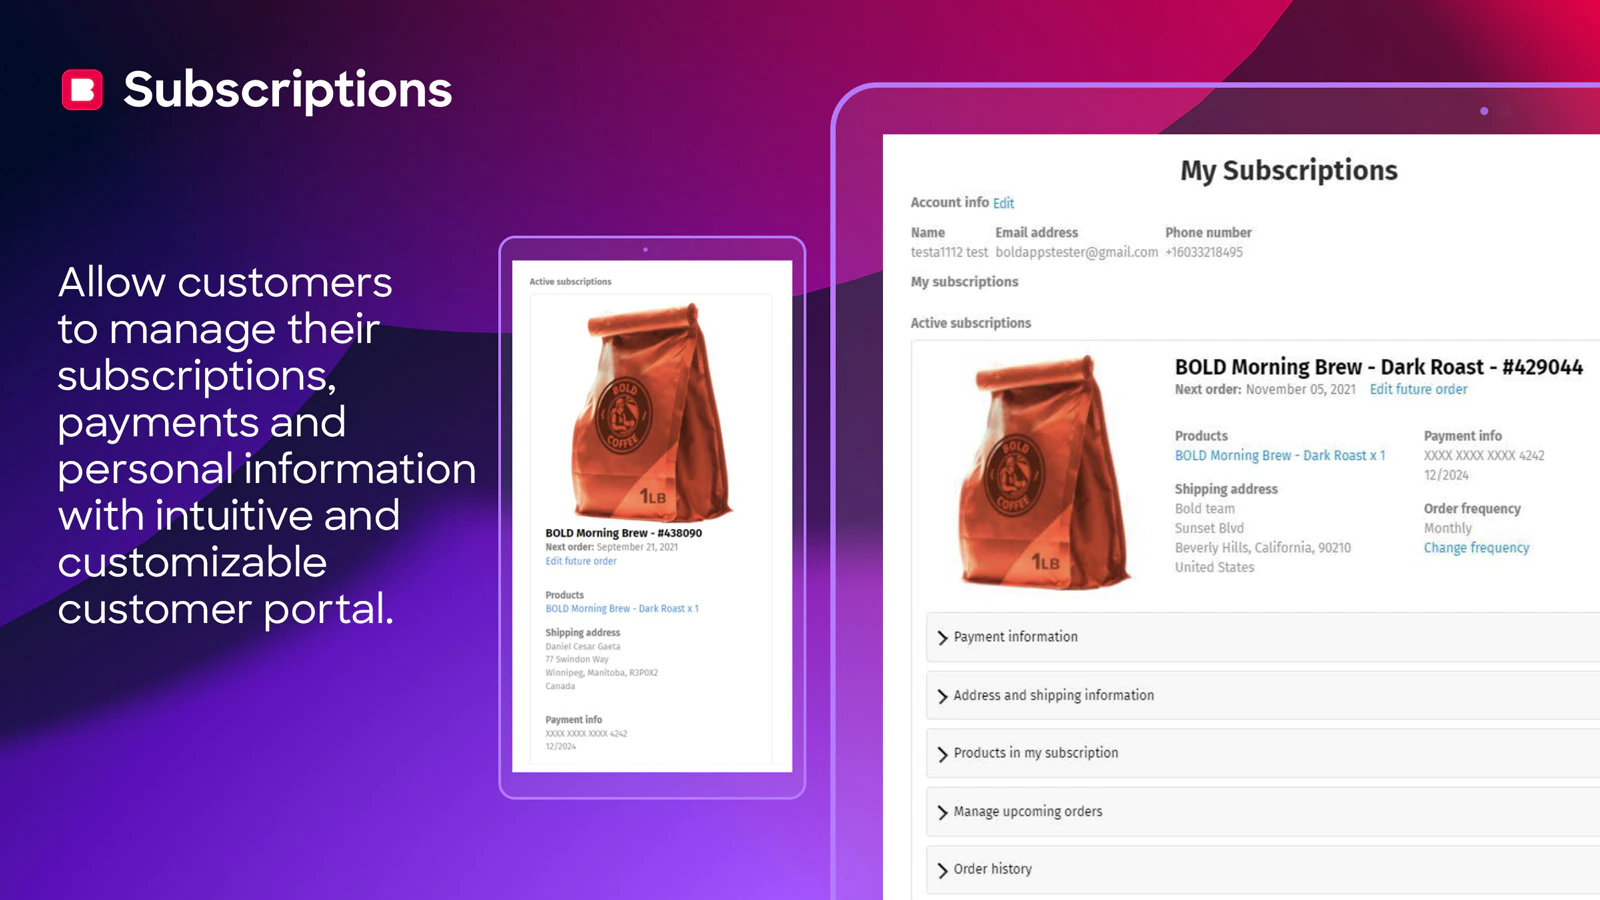 Subscriptions
Allow customers
to manage their
subscriptions,
payments and
personal information
with intuitive and
customizable
customer portal.
Active subscriptions
BOLD
COFFEE
1LB
BOLD Morning Brew - #438090
Next order: September 21, 2021
Edit future order
Products
BOLD Morning Brew - Dark Roast x 1
Shipping address
Daniel Cesar Gaeta
77 Swindon Way
Winnipeg, Manitoba, R3P0X2
Canada
Payment info
XXXX XXXX XXXX 4242
12/2024
My Subscriptions
Account info Edit
Name Email address Phone number
testa1112 test boldappstester@gmail.com +16033218495
My subscriptions
Active subscriptions
BOLD
COFFEE
1LB
BOLD Morning Brew - Dark Roast - #429044
Next order: November 05, 2021 Edit future order
Products
BOLD Morning Brew - Dark Roast x 1
Shipping address
Bold team
Sunset Blvd
Beverly Hills, California, 90210
United States
Payment info
XXXX XXXX XXXX 4242
12/2024
Order frequency
Monthly
Change frequency
Payment information
Address and shipping information
Products in my subscription
Manage upcoming orders
Order history